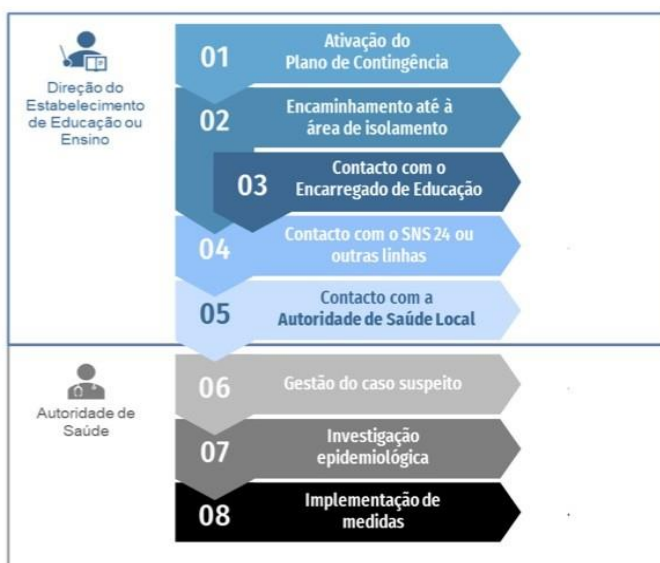 Direção do
Estabelecimento
de Educação ou
Ensino
01
Ativação do
Plano de Contingência
02
Encaminhamento até à
área de isolamento
03
Contacto com o
Encarregado de Educação
04
Contacto com o SNS 24 ou
outras linhas
05
Contacto com a
Autoridade de Saúde Local
Autoridade de
Saúde
06
Gestão do caso suspeito
07
Investigação
epidemiológica
08
Implementação de
medidas